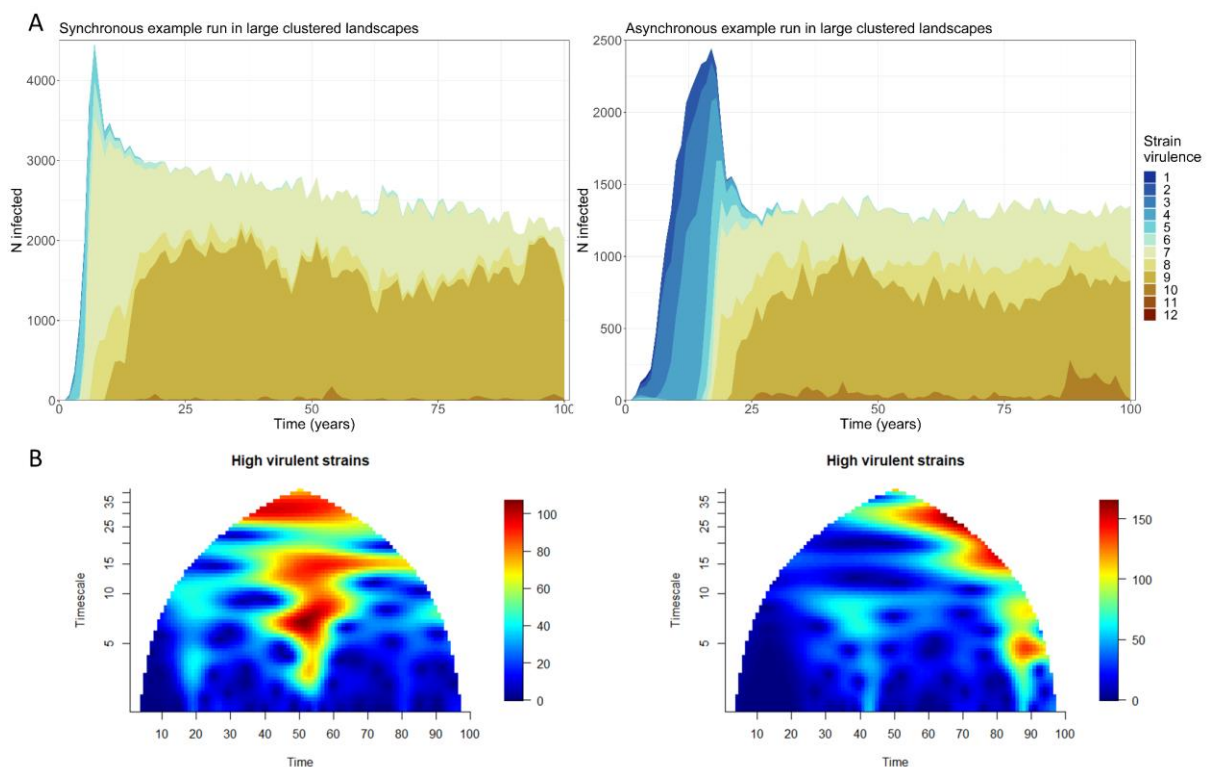 A
Synchronous example run in large clustered landscapes
Asynchronous example run in large clustered landscapes
N infected
4000
3000
2000
1000
0
0 25 50 75 100
Time (years)
N infected
2500
2000
1500
1000
500
0
0 25 50 75 100
Time (years)
Strain
virulence
1
2
3
4
5
6
7
8
9
10
11
12
B
High virulent strains
Timescale
35
25
15
10
5
10 20 30 40 50 60 70 80 90 100
Time
100
80
60
40
20
0
High virulent strains
Timescale
35
25
15
10
5
10 20 30 40 50 60 70 80 90 100
Time
150
100
50
0